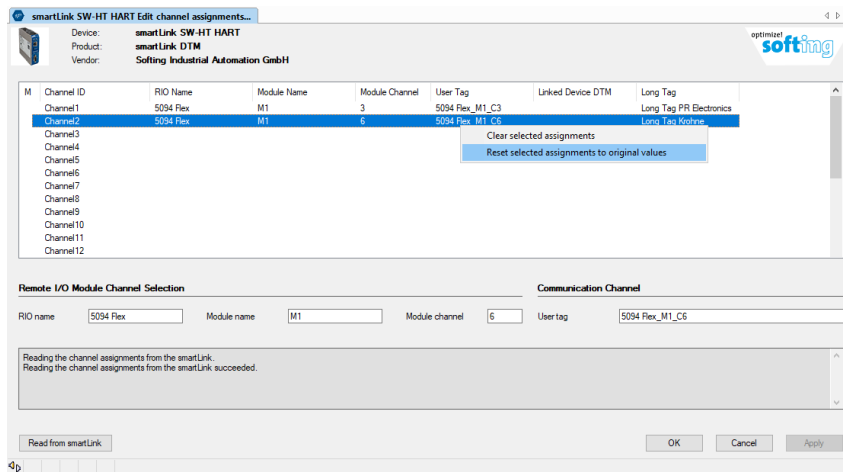 smartLink SW-HT HART Edit channel assignments...
Device: smartLink SW-HT HART
Product: smartLink DTM
Vendor: Softing Industrial Automation GmbH
optimize!
softing
M Channel ID RIO Name Module Name Module Channel User Tag Linked Device DTM Long Tag
Channel1 5094 Flex M1 3 5094 Flex_M1_C3 Long Tag PR Electronics
Channel2 5094 Flex M1 6 5094 Flex_M1_C6 Long Tag Krohne
Channel3
Clear selected assignments
Channel4
Reset selected assignments to original values
Channel5
Channel6
Channel7
Channel8
Channel9
Channel10
Channel11
Channel12
Remote I/O Module Channel Selection Communication Channel
RIO name 5094 Flex Module name M1 Module channel 6 User tag 5094 Flex_M1_C6
Reading the channel assignments from the smartLink.
Reading the channel assignments from the smartLink succeeded.
Read from smartLink OK Cancel Apply